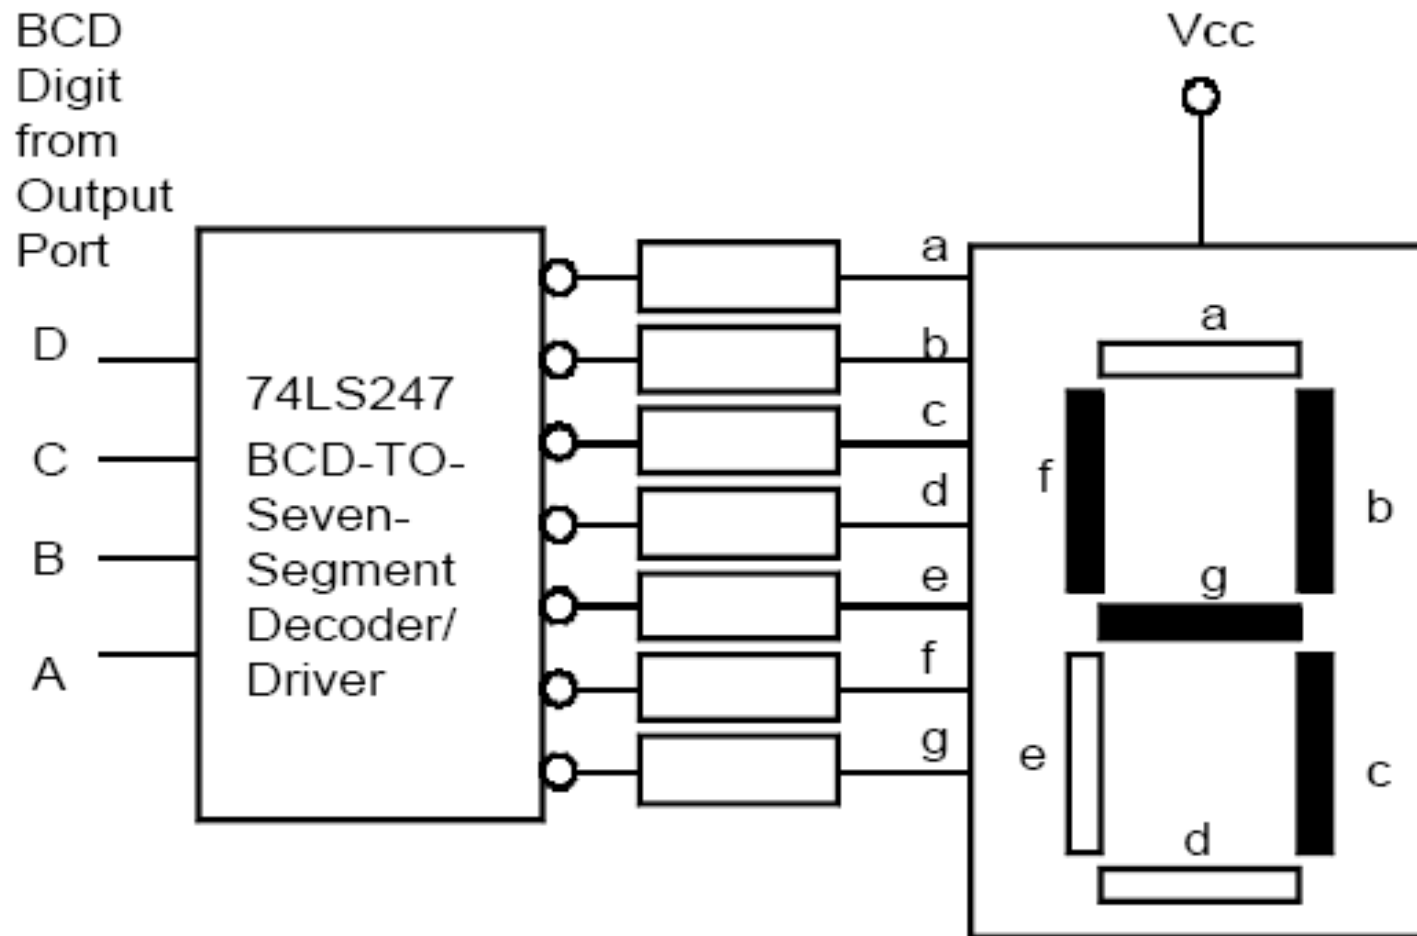 BCD
Digit
from
Output
Port
D
C
B
A
74LS247
BCD-TO-
Seven-
Segment
Decoder/
Driver
a
b
c
d
e
f
g
Vcc
a
f
b
g
e
c
d